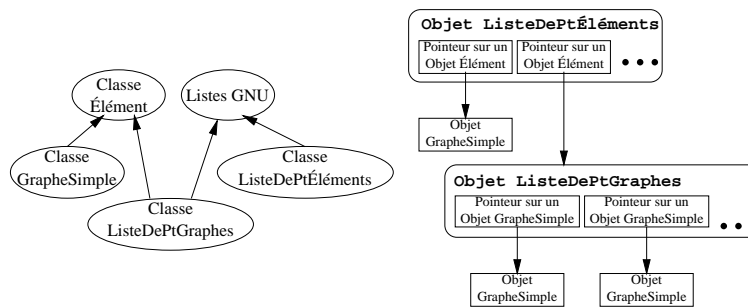 Classe
Élément
Listes GNU
Classe
GrapheSimple
Classe
ListeDePtÉléments
Classe
ListeDePtGraphes
Objet ListeDePtÉléments
Pointeur sur un
Objet Élément
Pointeur sur un
Objet Élément
Objet
GrapheSimple
Objet ListeDePtGraphes
Pointeur sur un
Objet GrapheSimple
Pointeur sur un
Objet GrapheSimple
Objet
GrapheSimple
Objet
GrapheSimple